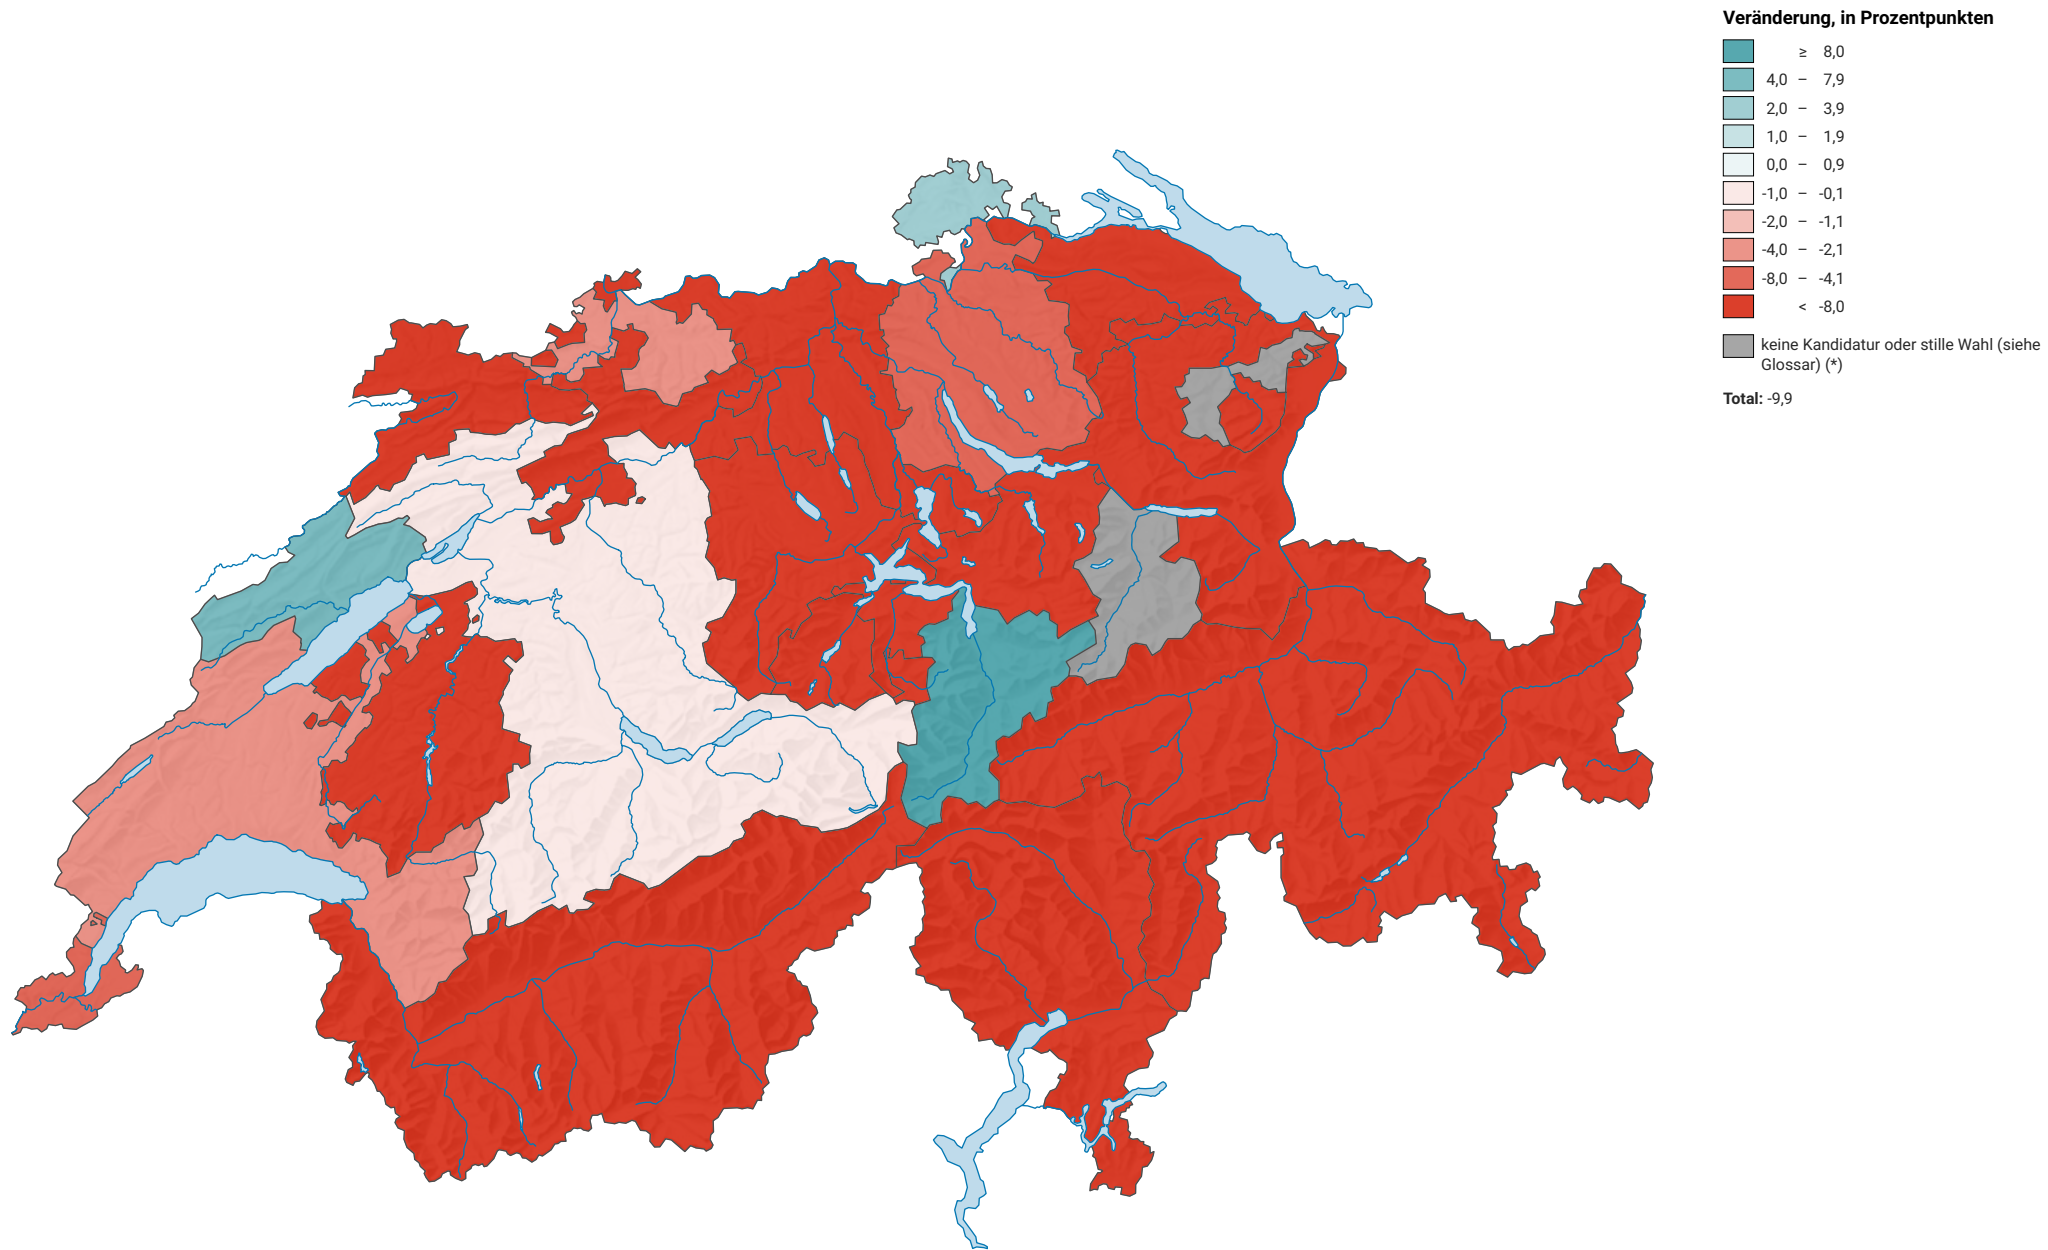 Veränderung, in Prozentpunkten
≥ 8,0
4,0 – 7,9
2,0 – 3,9
1,0 – 1,9
0,0 – 0,9
-1,0 – -0,1
-2,0 – -1,1
-4,0 – -2,1
-8,0 – -4,1
< -8,0
keine Kandidatur oder stille Wahl (siehe
Glossar) (*)
Total: -9,9